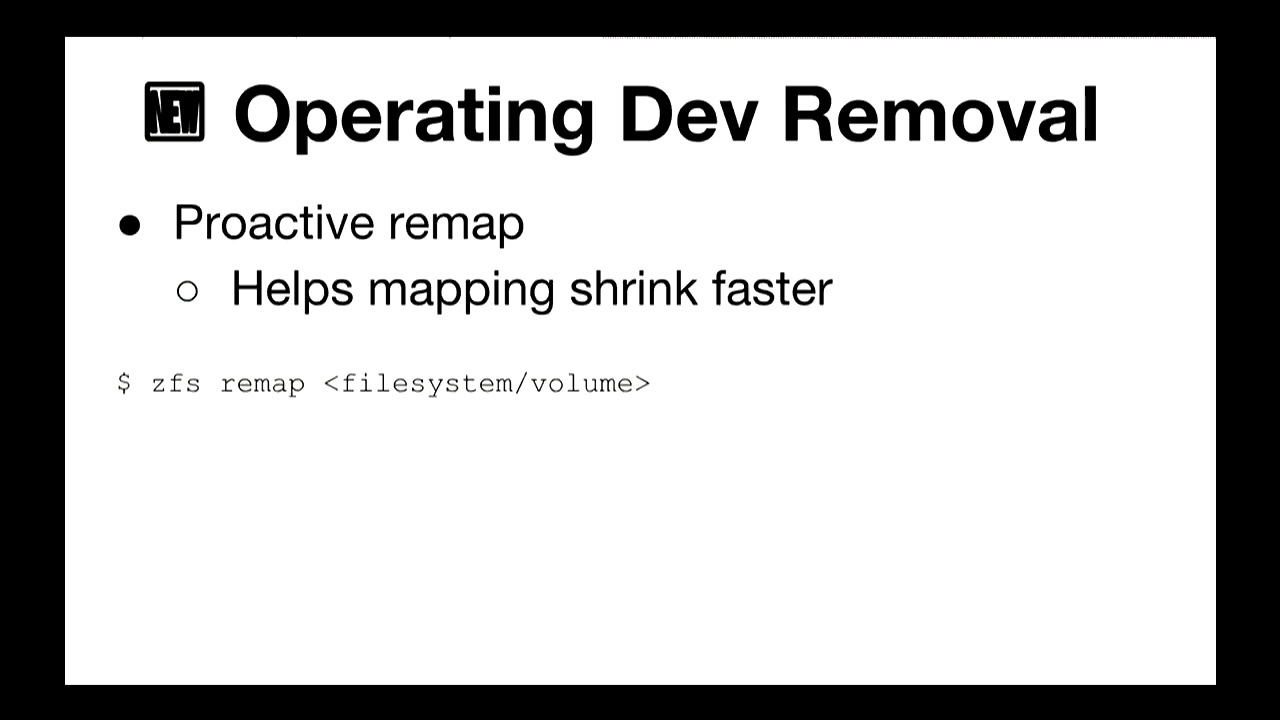 NEW Operating Dev Removal
● Proactive remap
○ Helps mapping shrink faster
$ zfs remap <filesystem/volume>